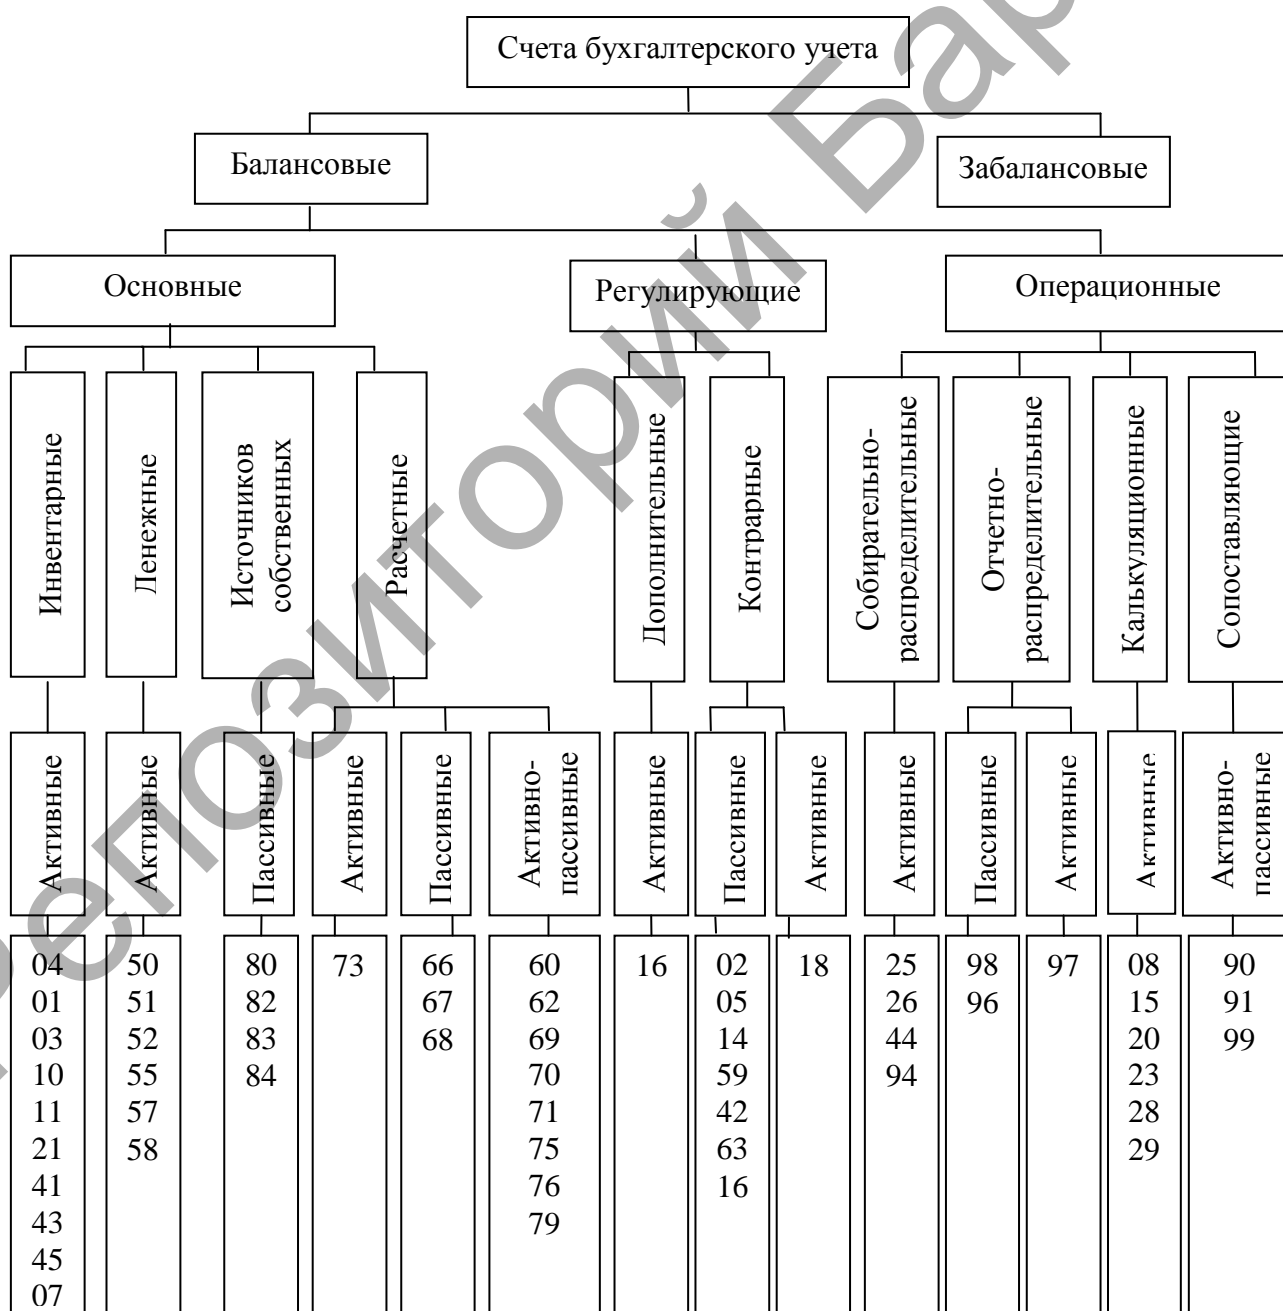 Счета бухгалтерского учета
Балансовые
Забалансовые
Основные
Регулирующие
Операционные
Инвентарные
Денежные
Источников
собственных
Расчетные
Дополнительные
Контрарные
Собирательно-
распределительные
Отчетно-
распределительные
Калькуляционные
Сопоставляющие
Активные
Активные
Пассивные
Активные
Пассивные
Активно-
пассивные
Активные
Пассивные
Активные
Активные
Пассивные
Активные
Активные
Активно-
пассивные
04
01
03
10
11
21
41
43
45
07
50
51
52
55
57
58
80
82
83
84
73
66
67
68
60
62
69
70
71
75
76
79
16
02
05
14
59
42
63
16
18
25
26
44
94
98
96
97
08
15
20
23
28
29
90
91
99
Репозиторий Бар